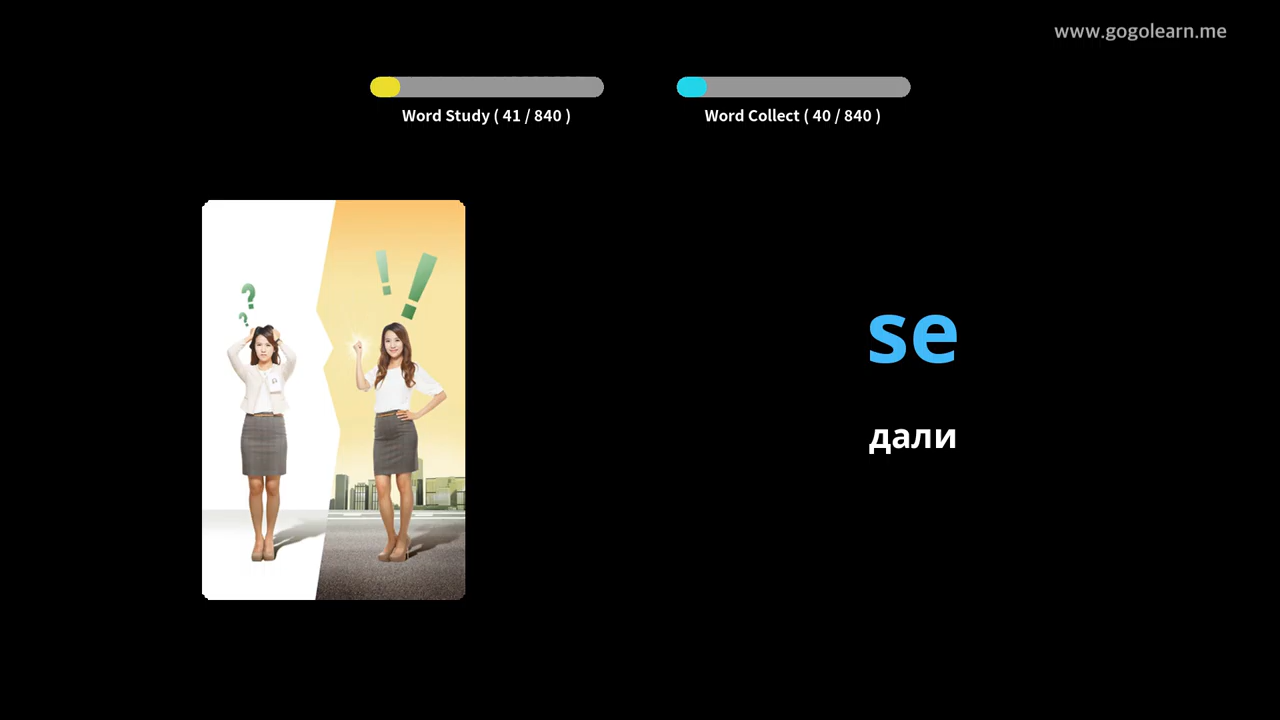 www.gogolearn.me
Word Study ( 41 / 840 )
Word Collect ( 40 / 840 )
? ?
! !
se
дали